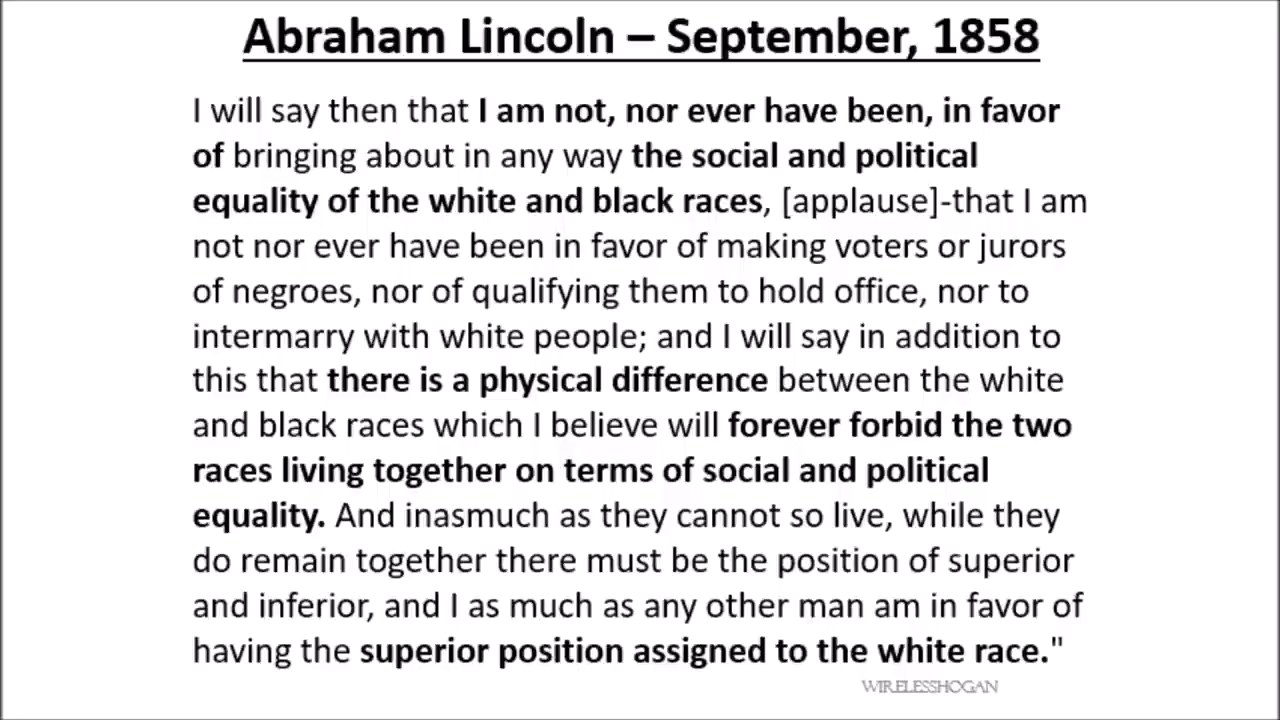 Abraham Lincoln – September, 1858
I will say then that I am not, nor ever have been, in favor
of bringing about in any way the social and political
equality of the white and black races, [applause]-that I am
not nor ever have been in favor of making voters or jurors
of negroes, nor of qualifying them to hold office, nor to
intermarry with white people; and I will say in addition to
this that there is a physical difference between the white
and black races which I believe will forever forbid the two
races living together on terms of social and political
equality. And inasmuch as they cannot so live, while they
do remain together there must be the position of superior
and inferior, and I as much as any other man am in favor of
having the superior position assigned to the white race."
WIRELESSHOGAN